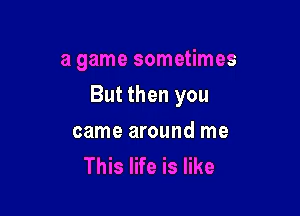 a game sometimes
But then you
came around me
This life is like